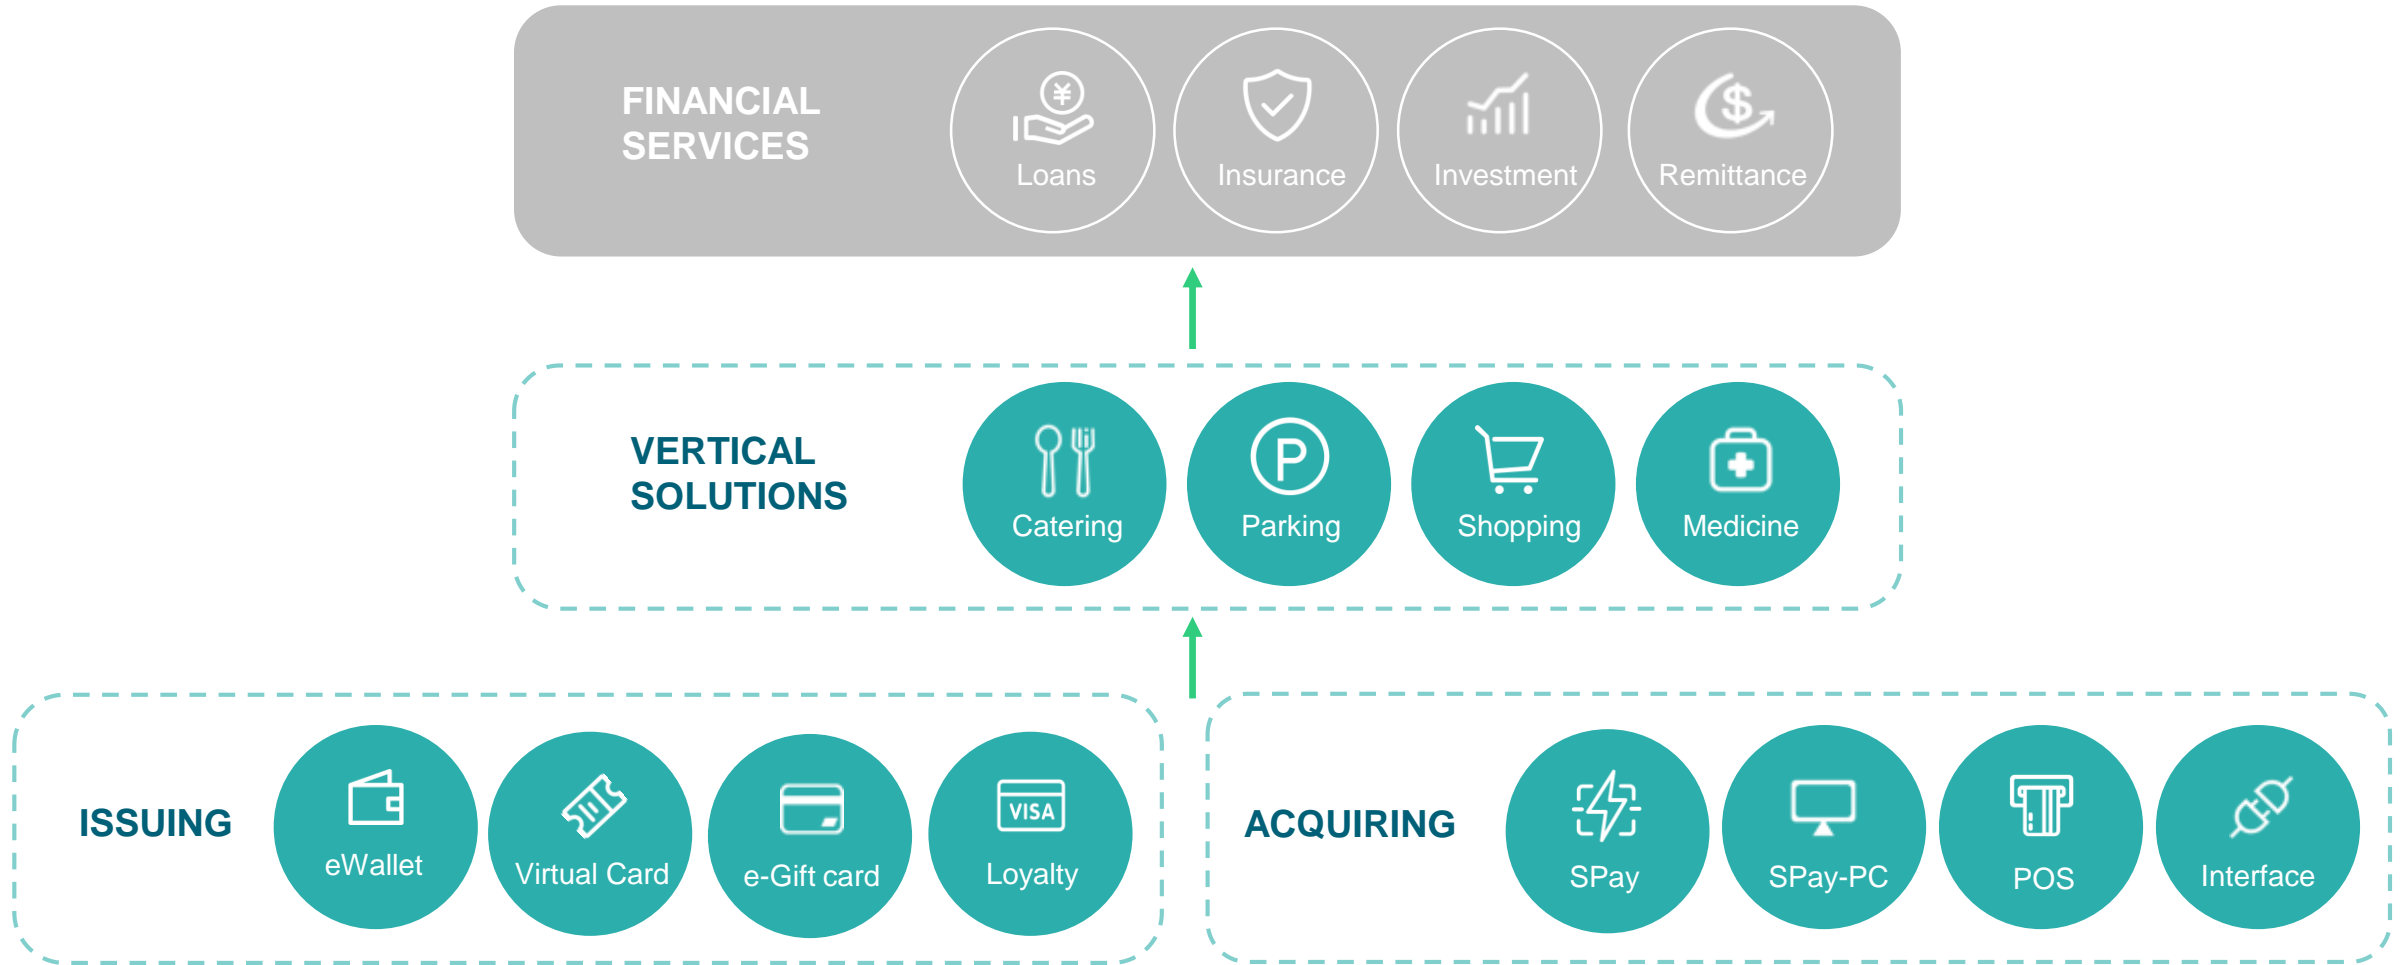 FINANCIAL
SERVICES
¥
Loans
Insurance
Investment
$
Remittance
VERTICAL
SOLUTIONS
Catering
P
Parking
Shopping
Medicine
ISSUING
eWallet
Virtual Card
e-Gift card
VISA
Loyalty
ACQUIRING
SPay
SPay-PC
POS
Interface